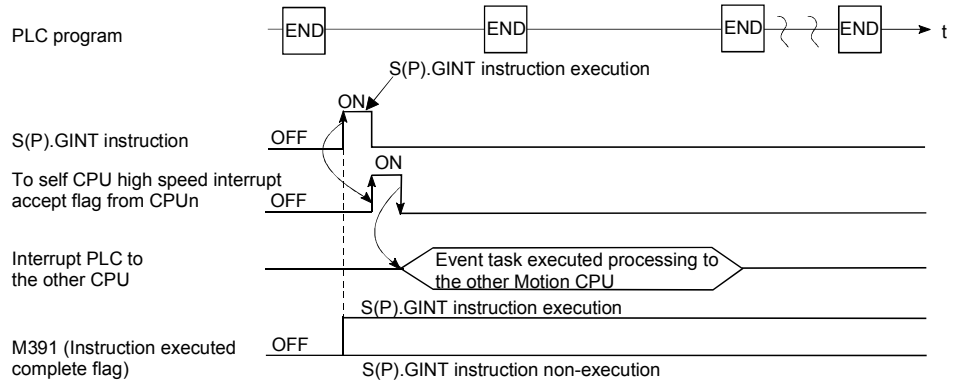 PLC program
END
END
END
END
t
S(P).GINT instruction execution
ON
S(P).GINT instruction
OFF
ON
To self CPU high speed interrupt
accept flag from CPUn
OFF
Interrupt PLC to
the other CPU
Event task executed processing to
the other Motion CPU
S(P).GINT instruction execution
M391 (Instruction executed
complete flag)
OFF
S(P).GINT instruction non-execution